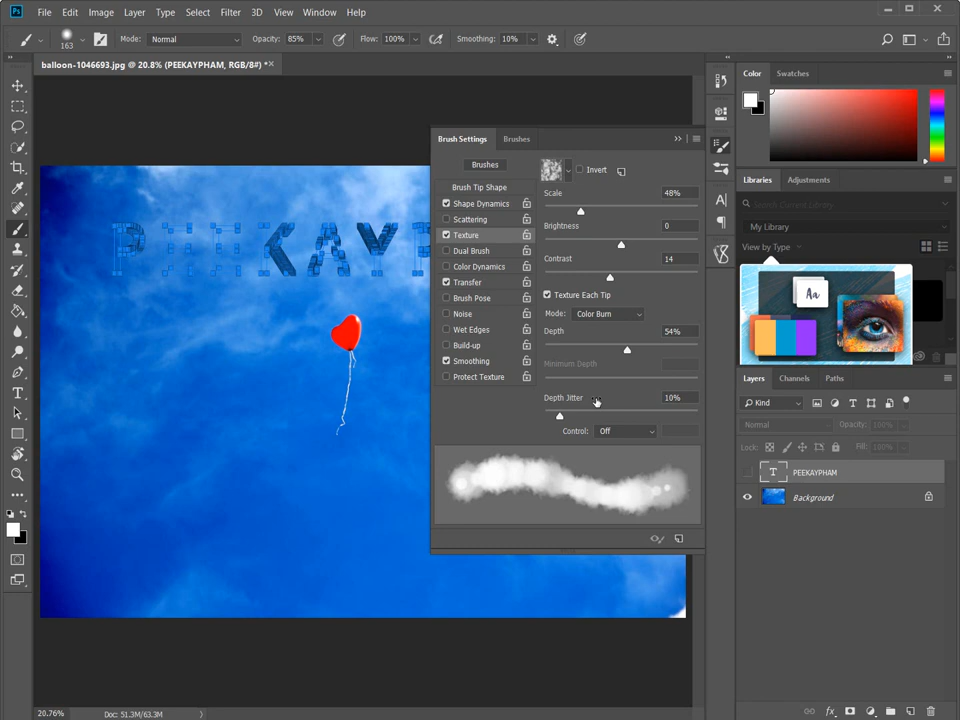 Ps File Edit Image Layer Type Select Filter 3D View Window Help
163 Mode: Normal Opacity: 85% Flow: 100% Smoothing: 10%
balloon-1046693.jpg @ 20.8% (PEEKAYPHAM, RGB/8#) * ×
PEEKAYP
Brush Settings Brushes
Brushes
Brush Tip Shape
Shape Dynamics
Scattering
Texture
Dual Brush
Color Dynamics
Transfer
Brush Pose
Noise
Wet Edges
Build-up
Smoothing
Protect Texture
Invert
Scale 48%
Brightness 0
Contrast 14
Texture Each Tip
Mode: Color Burn
Depth 54%
Minimum Depth
Depth Jitter 10%
Control: Off
Color Swatches
Libraries Adjustments
Search Current Library
My Library
View by Type
Aa
Layers Channels Paths
Kind
Normal Opacity:
Lock: Fill: 100%
T PEEKAYPHAM
Background
fx
20.76% Doc: 51.3M/63.3M